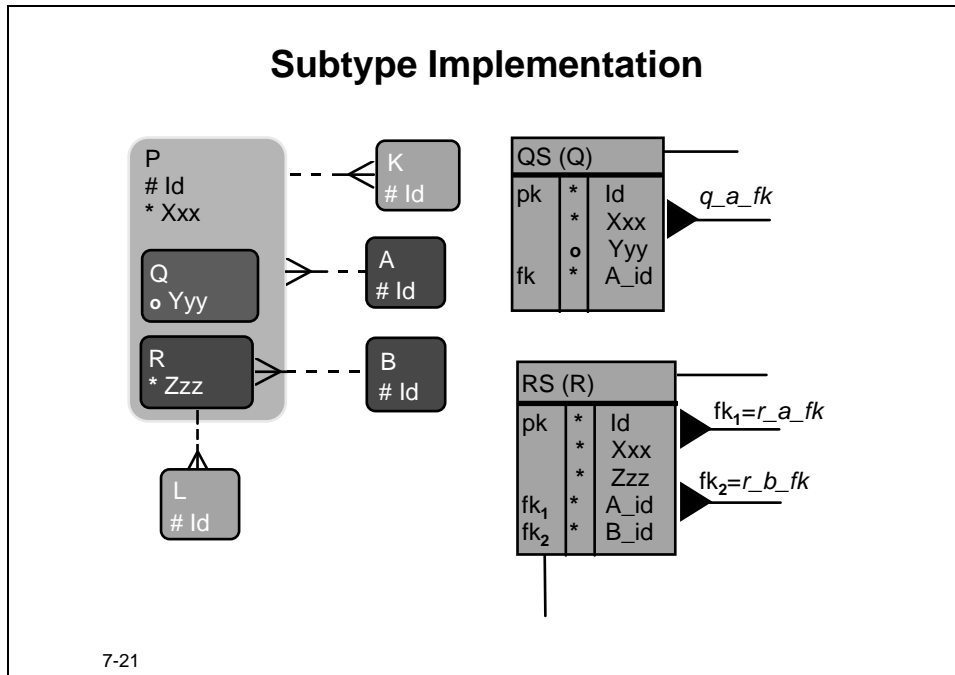 Subtype Implementation
P
# Id
* Xxx
Q
o Yyy
R
* Zzz
K
# Id
A
# Id
B
# Id
L
# Id
QS (Q)
pk * Id
* Xxx
o Yyy
fk * A_id
q_a_fk
RS (R)
pk * Id
* Xxx
* Zzz
fk1 * A_id
fk2 * B_id
fk1=r_a_fk
fk2=r_b_fk
7-21